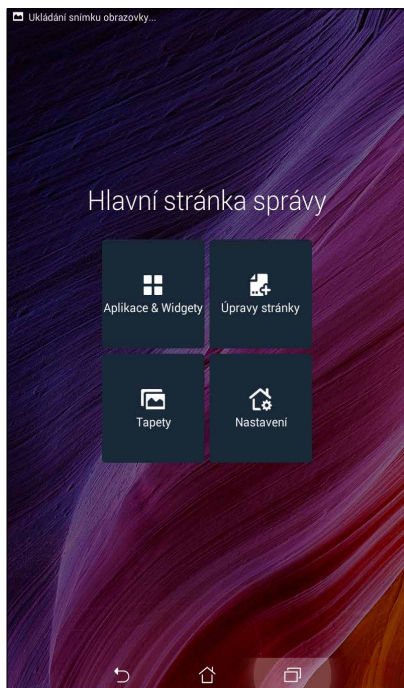 Ukládání snímku obrazovky...
Hlavní stránka správy
Aplikace & Widgety
Úpravy stránky
Tapety
Nastavení